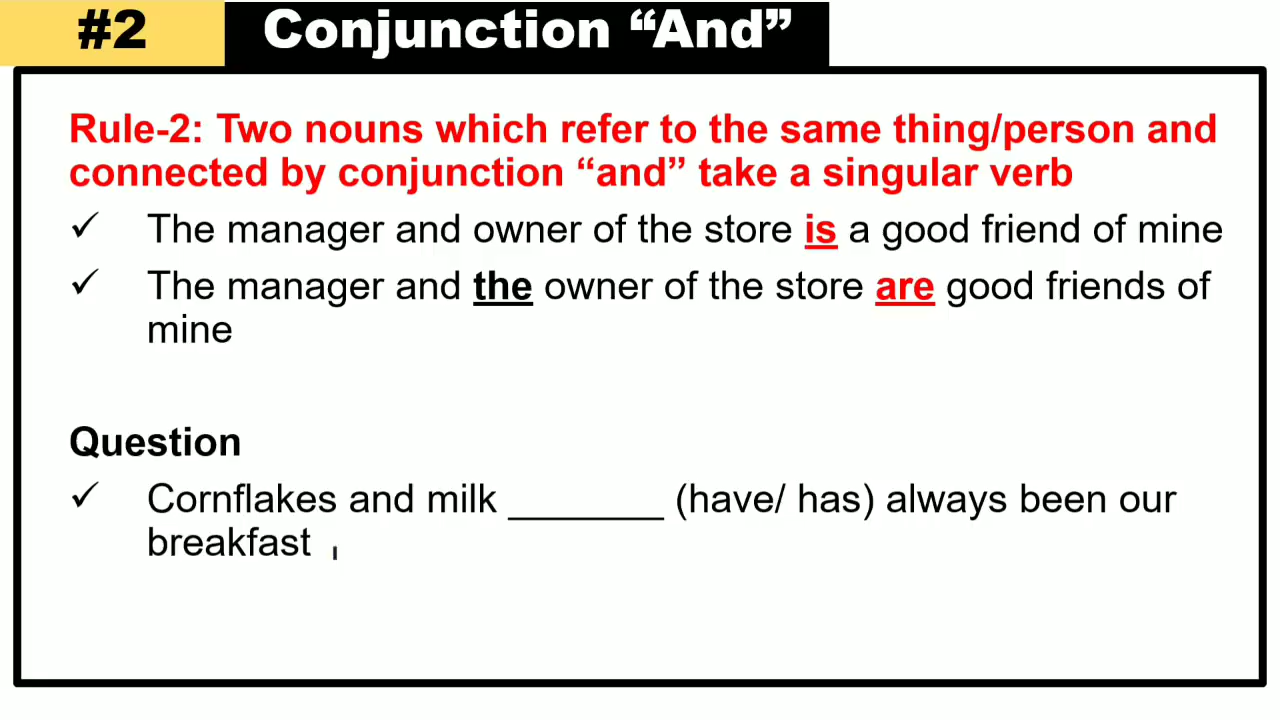 #2
Conjunction “And”
Rule-2: Two nouns which refer to the same thing/person and
connected by conjunction “and” take a singular verb
✓ The manager and owner of the store is a good friend of mine
✓ The manager and the owner of the store are good friends of
mine
Question
✓ Cornflakes and milk _______ (have/ has) always been our
breakfast